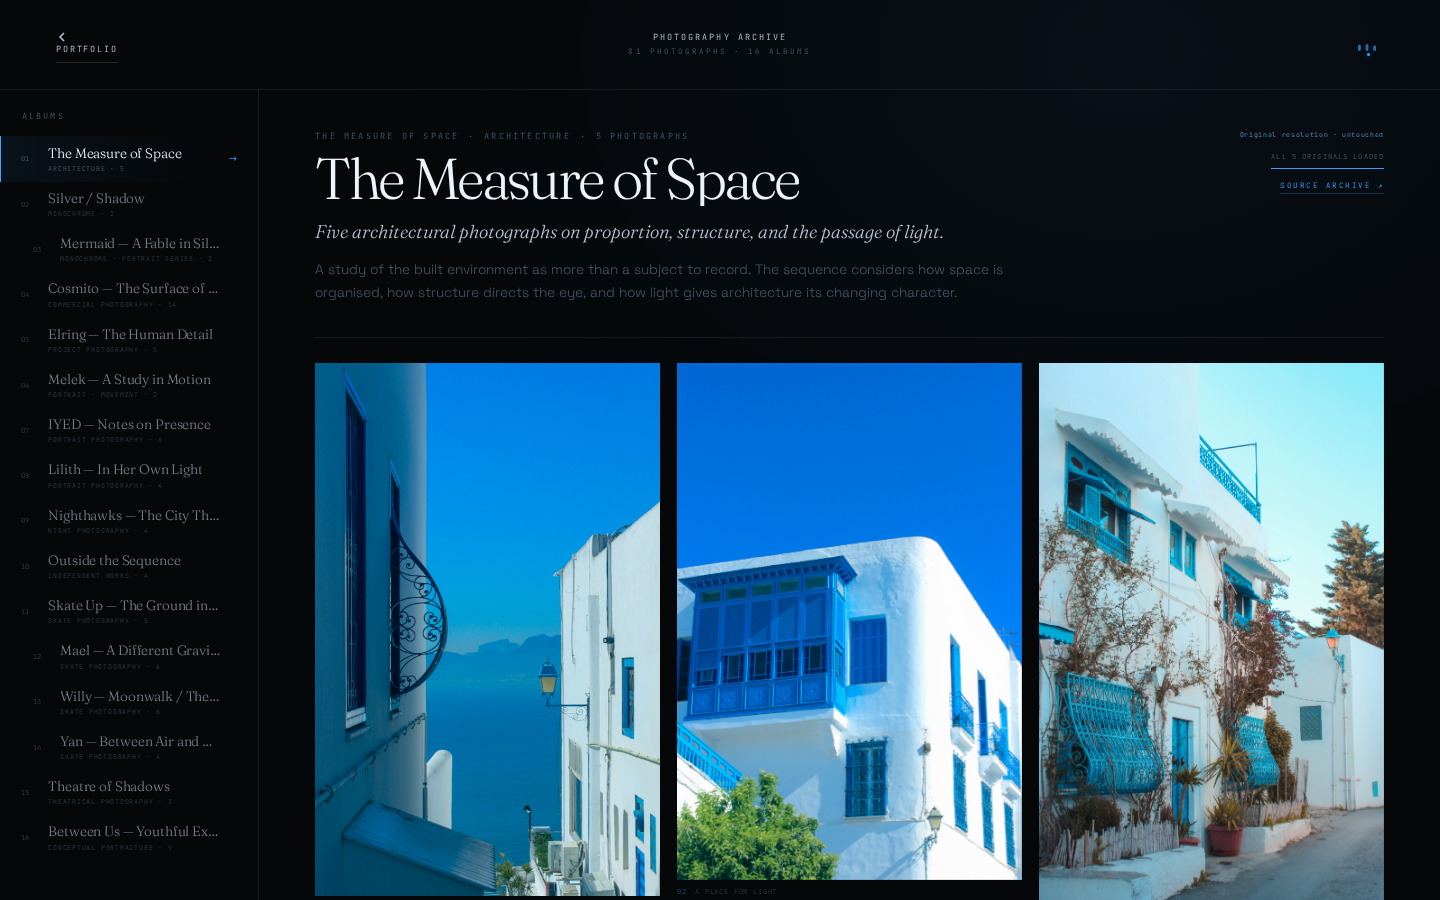 PORTFOLIO
PHOTOGRAPHY ARCHIVE
81 PHOTOGRAPHS · 16 ALBUMS
ALBUMS
01 The Measure of Space →
ARCHITECTURE · 5
02 Silver / Shadow
MONOCHROME · 2
03 Mermaid — A Fable in Sil...
MONOCHROME · PORTRAIT SERIES · 2
04 Cosmito — The Surface of ...
COMMERCIAL PHOTOGRAPHY · 14
05 Elring — The Human Detail
PROJECT PHOTOGRAPHY · 5
06 Melek — A Study in Motion
PORTRAIT · MOVEMENT · 2
07 IYED — Notes on Presence
PORTRAIT PHOTOGRAPHY · 6
08 Lilith — In Her Own Light
PORTRAIT PHOTOGRAPHY · 4
09 Nighthawks — The City Th...
NIGHT PHOTOGRAPHY · 4
10 Outside the Sequence
INDEPENDENT WORKS · 4
11 Skate Up — The Ground in...
SKATE PHOTOGRAPHY · 5
12 Mael — A Different Gravi...
SKATE PHOTOGRAPHY · 6
13 Willy — Moonwalk / The...
SKATE PHOTOGRAPHY · 6
14 Yan — Between Air and ...
SKATE PHOTOGRAPHY · 4
15 Theatre of Shadows
THEATRICAL PHOTOGRAPHY · 3
16 Between Us — Youthful Ex...
CONCEPTUAL PORTRAITURE · 9
THE MEASURE OF SPACE · ARCHITECTURE · 5 PHOTOGRAPHS
The Measure of Space
Five architectural photographs on proportion, structure, and the passage of light.
A study of the built environment as more than a subject to record. The sequence considers how space is
organised, how structure directs the eye, and how light gives architecture its changing character.
Original resolution · untouched
ALL 5 ORIGINALS LOADED
SOURCE ARCHIVE ↗
02 A PLACE FOR LIGHT